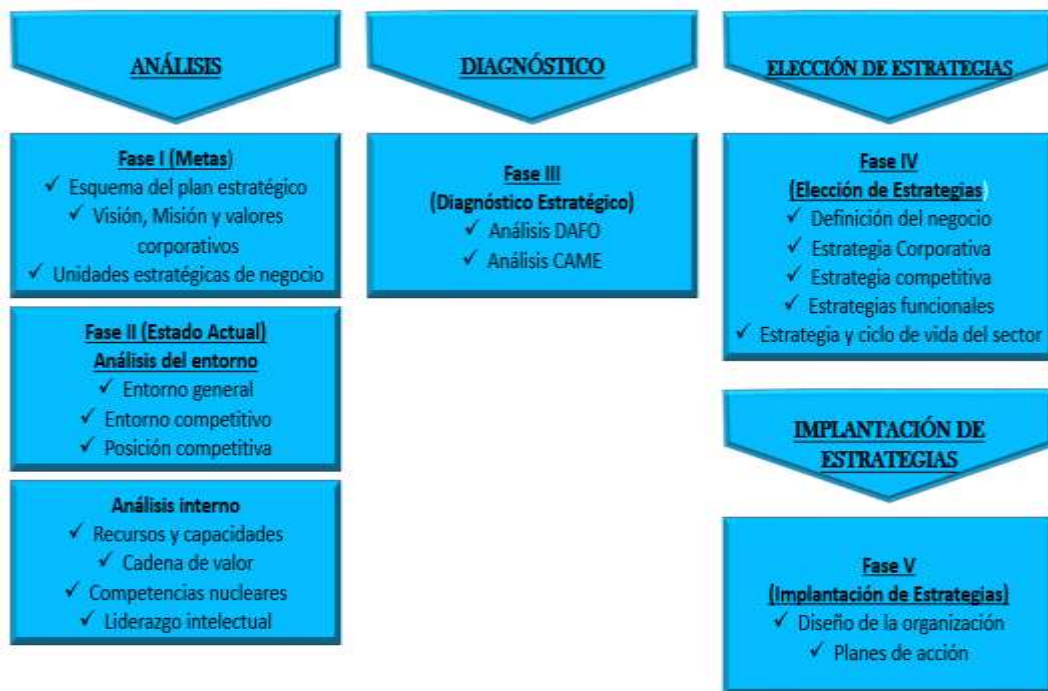 ANÁLISIS
Fase I (Metas)
✓ Esquema del plan estratégico
✓ Visión, Misión y valores
corporativos
✓ Unidades estratégicas de negocio
Fase II (Estado Actual)
Análisis del entorno
✓ Entorno general
✓ Entorno competitivo
✓ Posición competitiva
Análisis interno
✓ Recursos y capacidades
✓ Cadena de valor
✓ Competencias nucleares
✓ Liderazgo intelectual
DIAGNÓSTICO
Fase III
(Diagnóstico Estratégico)
✓ Análisis DAFO
✓ Análisis CAME
ELECCIÓN DE ESTRATEGIAS
Fase IV
(Elección de Estrategias)
✓ Definición del negocio
✓ Estrategia Corporativa
✓ Estrategia competitiva
✓ Estrategias funcionales
✓ Estrategia y ciclo de vida del sector
IMPLANTACIÓN DE
ESTRATEGIAS
Fase V
(Implantación de Estrategias)
✓ Diseño de la organización
✓ Planes de acción